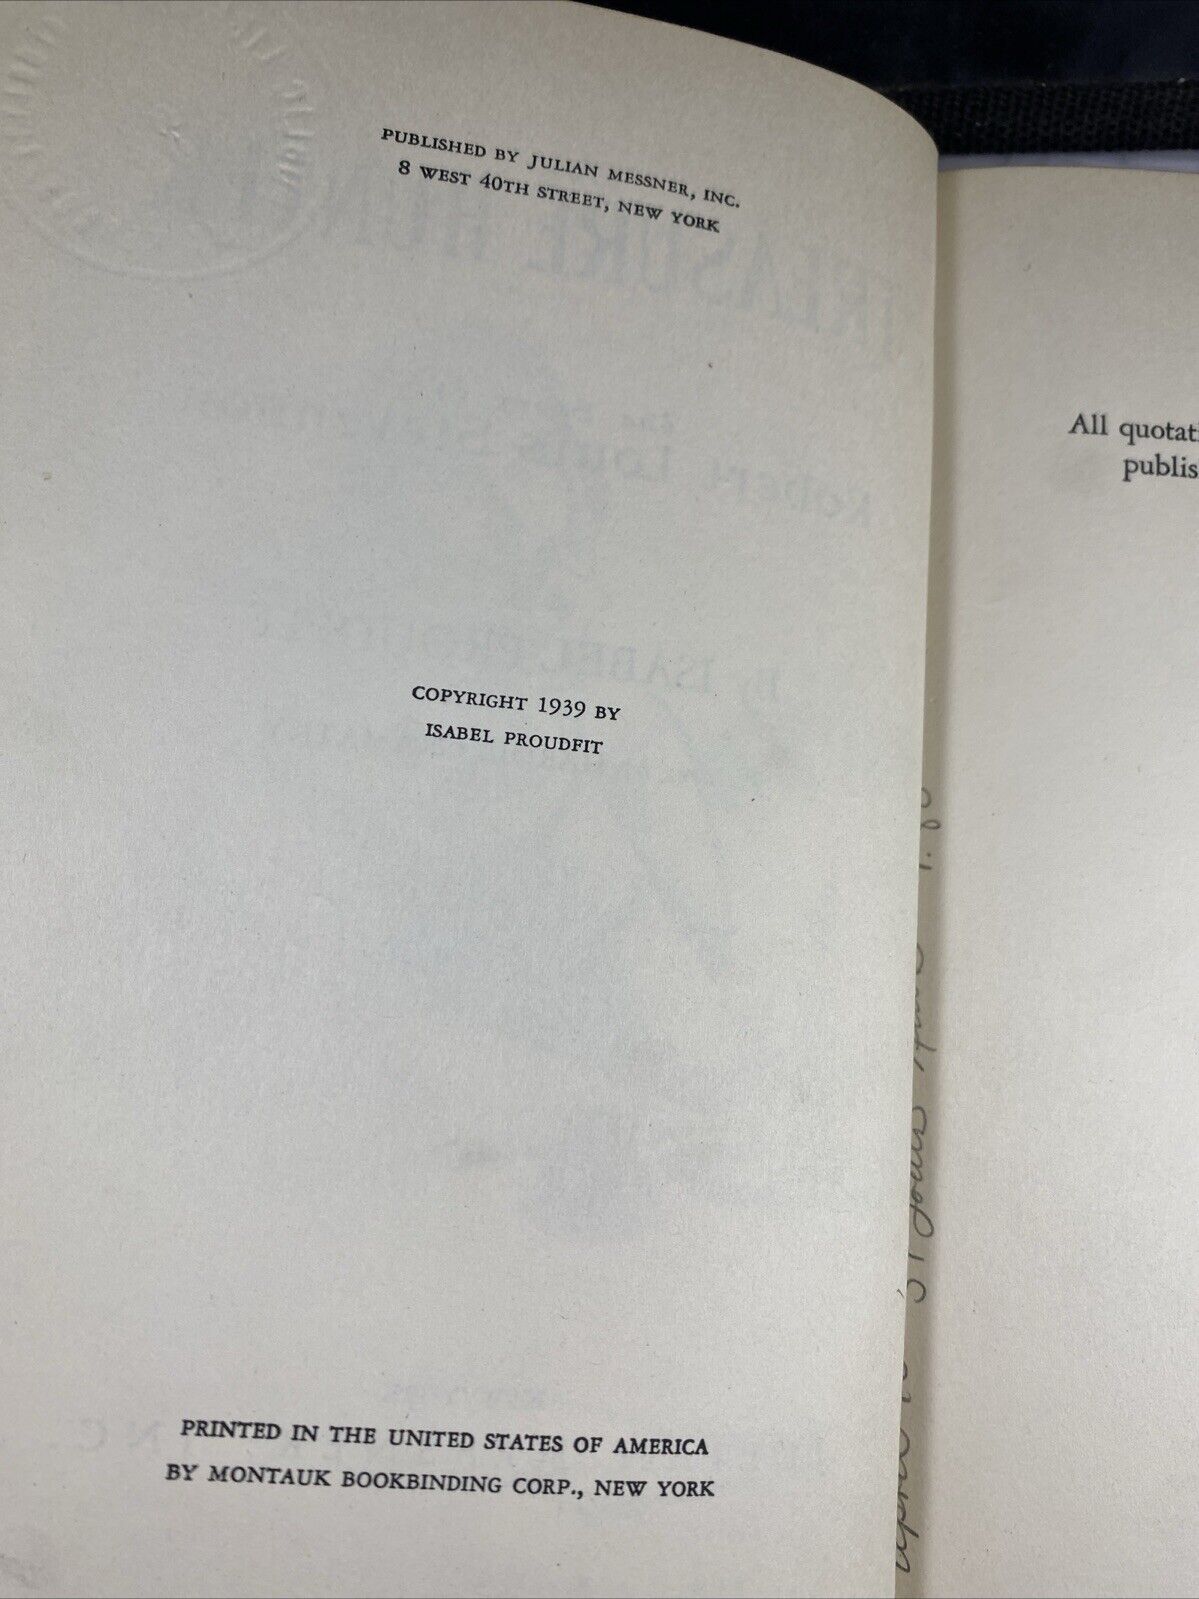 PUBLISHED BY JULIAN MESSNER, INC.
8 WEST 40TH STREET, NEW YORK
COPYRIGHT 1939 BY
ISABEL PROUDFIT
PRINTED IN THE UNITED STATES OF AMERICA
BY MONTAUK BOOKBINDING CORP., NEW YORK
All quotat
publis